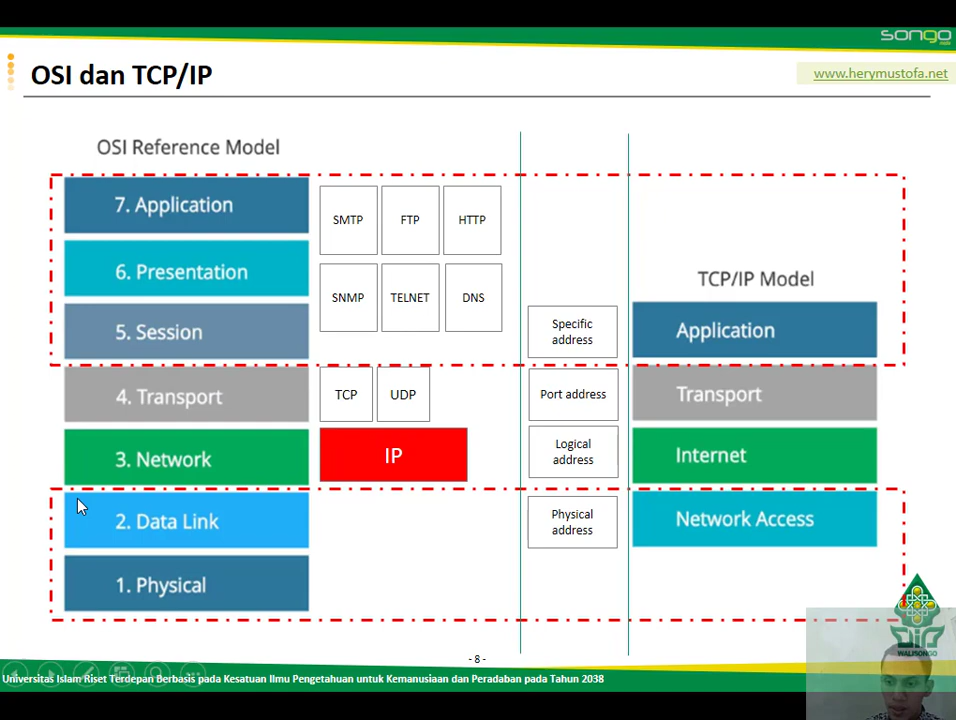 songo
OSI dan TCP/IP
www.herymustofa.net
OSI Reference Model
7. Application
SMTP
FTP
HTTP
6. Presentation
SNMP
TELNET
DNS
TCP/IP Model
5. Session
Specific
address
Application
4. Transport
TCP
UDP
Port address
Transport
3. Network
IP
Logical
address
Internet
2. Data Link
Physical
address
Network Access
1. Physical
WALISONGO
- 8 -
Universitas Islam Riset Terdepan Berbasis pada Kesatuan Ilmu Pengetahuan untuk Kemanusiaan dan Peradaban pada Tahun 2038